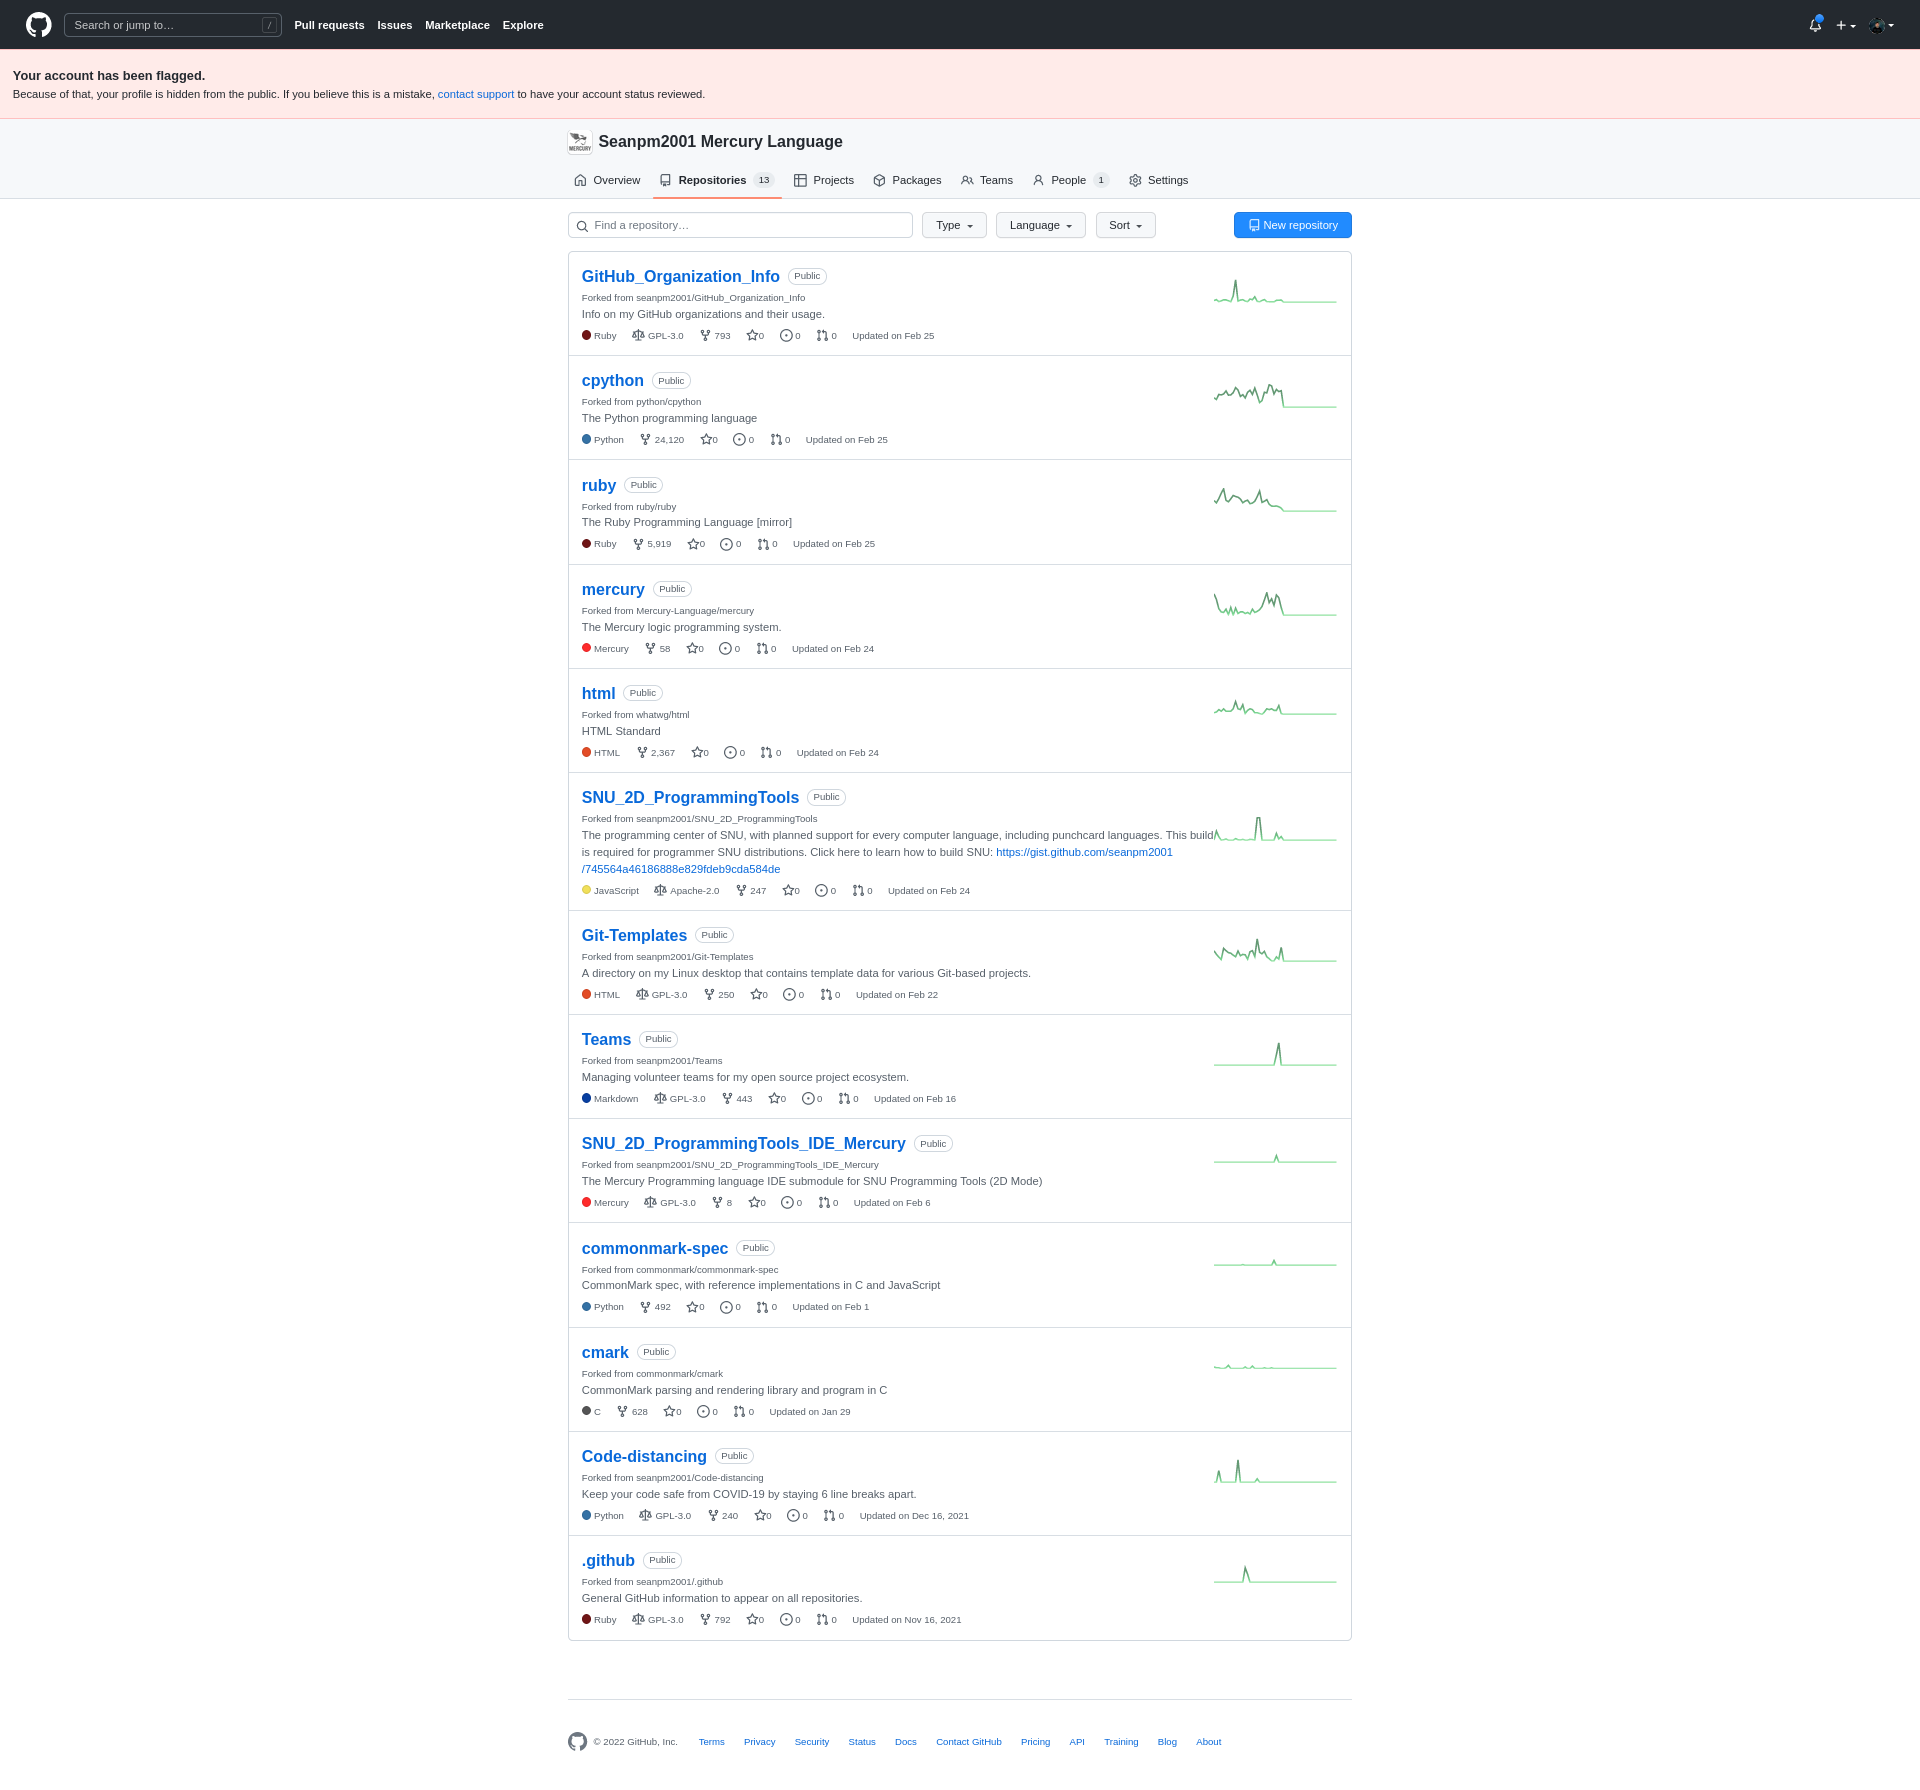 Search or jump to… /
Pull requests Issues Marketplace Explore
Your account has been flagged.
Because of that, your profile is hidden from the public. If you believe this is a mistake, contact support to have your account status reviewed.
MERCURY
Seanpm2001 Mercury Language
Overview Repositories 13 Projects Packages Teams People 1 Settings
Find a repository… Type Language Sort New repository
GitHub_Organization_Info Public
Forked from seanpm2001/GitHub_Organization_Info
Info on my GitHub organizations and their usage.
Ruby GPL-3.0 793 0 0 0 Updated on Feb 25
cpython Public
Forked from python/cpython
The Python programming language
Python 24,120 0 0 0 Updated on Feb 25
ruby Public
Forked from ruby/ruby
The Ruby Programming Language [mirror]
Ruby 5,919 0 0 0 Updated on Feb 25
mercury Public
Forked from Mercury-Language/mercury
The Mercury logic programming system.
Mercury 58 0 0 0 Updated on Feb 24
html Public
Forked from whatwg/html
HTML Standard
HTML 2,367 0 0 0 Updated on Feb 24
SNU_2D_ProgrammingTools Public
Forked from seanpm2001/SNU_2D_ProgrammingTools
The programming center of SNU, with planned support for every computer language, including punchcard languages. This build
is required for programmer SNU distributions. Click here to learn how to build SNU: https://gist.github.com/seanpm2001
/745564a46186888e829fdeb9cda584de
JavaScript Apache-2.0 247 0 0 0 Updated on Feb 24
Git-Templates Public
Forked from seanpm2001/Git-Templates
A directory on my Linux desktop that contains template data for various Git-based projects.
HTML GPL-3.0 250 0 0 0 Updated on Feb 22
Teams Public
Forked from seanpm2001/Teams
Managing volunteer teams for my open source project ecosystem.
Markdown GPL-3.0 443 0 0 0 Updated on Feb 16
SNU_2D_ProgrammingTools_IDE_Mercury Public
Forked from seanpm2001/SNU_2D_ProgrammingTools_IDE_Mercury
The Mercury Programming language IDE submodule for SNU Programming Tools (2D Mode)
Mercury GPL-3.0 8 0 0 0 Updated on Feb 6
commonmark-spec Public
Forked from commonmark/commonmark-spec
CommonMark spec, with reference implementations in C and JavaScript
Python 492 0 0 0 Updated on Feb 1
cmark Public
Forked from commonmark/cmark
CommonMark parsing and rendering library and program in C
C 628 0 0 0 Updated on Jan 29
Code-distancing Public
Forked from seanpm2001/Code-distancing
Keep your code safe from COVID-19 by staying 6 line breaks apart.
Python GPL-3.0 240 0 0 0 Updated on Dec 16, 2021
.github Public
Forked from seanpm2001/.github
General GitHub information to appear on all repositories.
Ruby GPL-3.0 792 0 0 0 Updated on Nov 16, 2021
© 2022 GitHub, Inc. Terms Privacy Security Status Docs Contact GitHub Pricing API Training Blog About